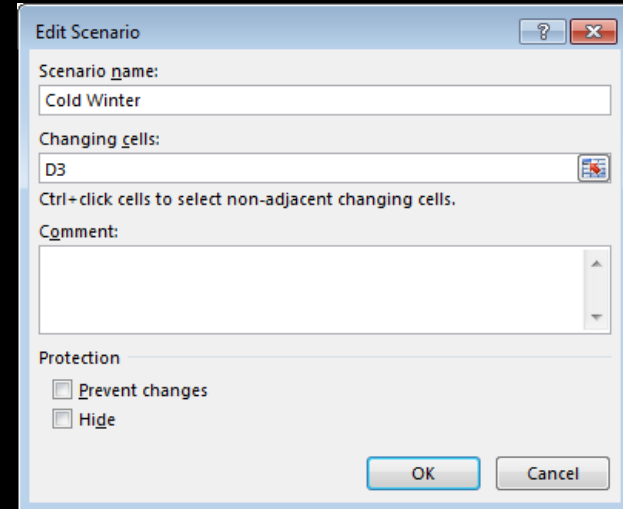 Edit Scenario
?
Scenario name:
Cold Winter
Changing cells:
D3
Ctrl+click cells to select non-adjacent changing cells.
Comment:
Protection
Prevent changes
Hide
OK Cancel